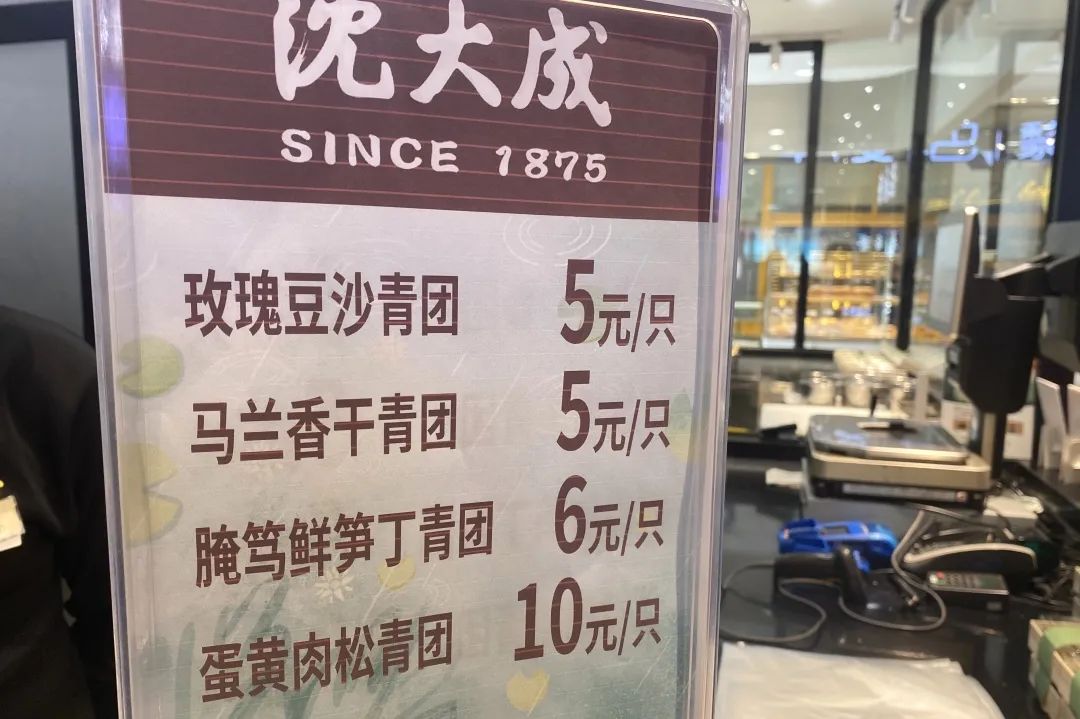 沈大成
SINCE 1875
玫瑰豆沙青团 5元/只
马兰香干青团 5元/只
腌笃鲜笋丁青团 6元/只
蛋黄肉松青团 10元/只